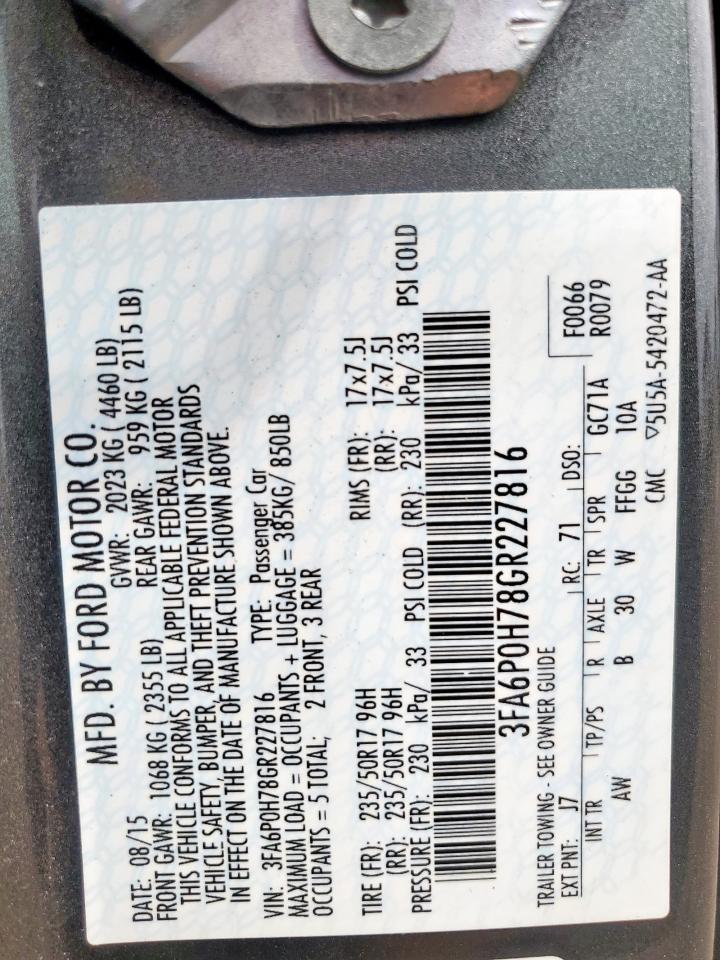 MFD. BY FORD MOTOR CO.
DATE: 08/15 GVWR: 2023 KG ( 4460 LB)
FRONT GAWR: 1068 KG ( 2355 LB) REAR GAWR: 959 KG ( 2115 LB)
THIS VEHICLE CONFORMS TO ALL APPLICABLE FEDERAL MOTOR
VEHICLE SAFETY, BUMPER, AND THEFT PREVENTION STANDARDS
IN EFFECT ON THE DATE OF MANUFACTURE SHOWN ABOVE.
VIN: 3FA6P0H78GR227816 TYPE: Passenger Car
MAXIMUM LOAD = OCCUPANTS + LUGGAGE = 385KG/ 850LB
OCCUPANTS = 5 TOTAL; 2 FRONT, 3 REAR
TIRE (FR): 235/50R17 96H RIMS (FR): 17x7.5J
(RR): 235/50R17 96H (RR): 17x7.5J
PRESSURE (FR): 230 kPa/ 33 PSI COLD (RR): 230 kPa/ 33 PSI COLD
3FA6P0H78GR227816
TRAILER TOWING - SEE OWNER GUIDE F0066
EXT PNT: J7 RC: 71 DSO: R0079
INT TR TP/PS R AXLE TR SPR GC71A
AW B 30 W FFGG 10A
CMC ▽5U5A-5420472-AA